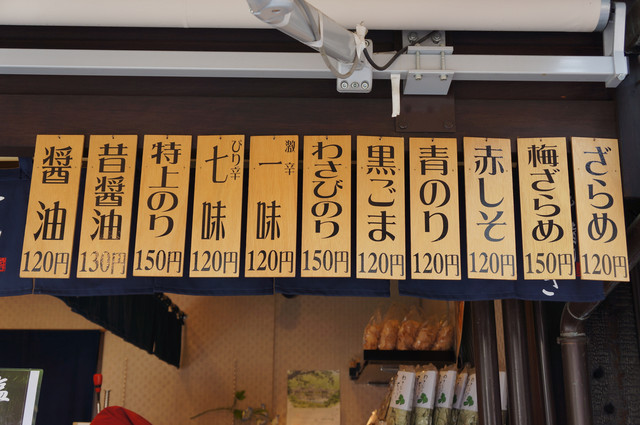 醤油
120円
昔醤油
130円
特上のり
150円
ぴり辛
七味
120円
激辛
一味
120円
わさびのり
150円
黒ごま
120円
青のり
120円
赤しそ
120円
梅ざらめ
150円
ざらめ
120円
塩